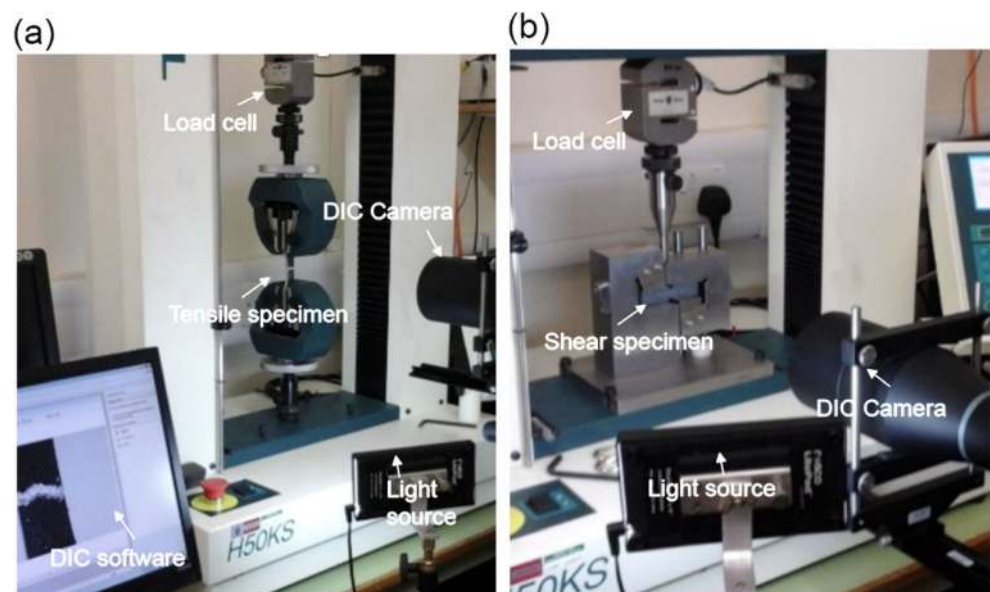 (a)
Load cell
DIC Camera
Tensile specimen
Light
source
DIC software
H50KS
(b)
Load cell
Shear specimen
DIC Camera
Light source
50KS